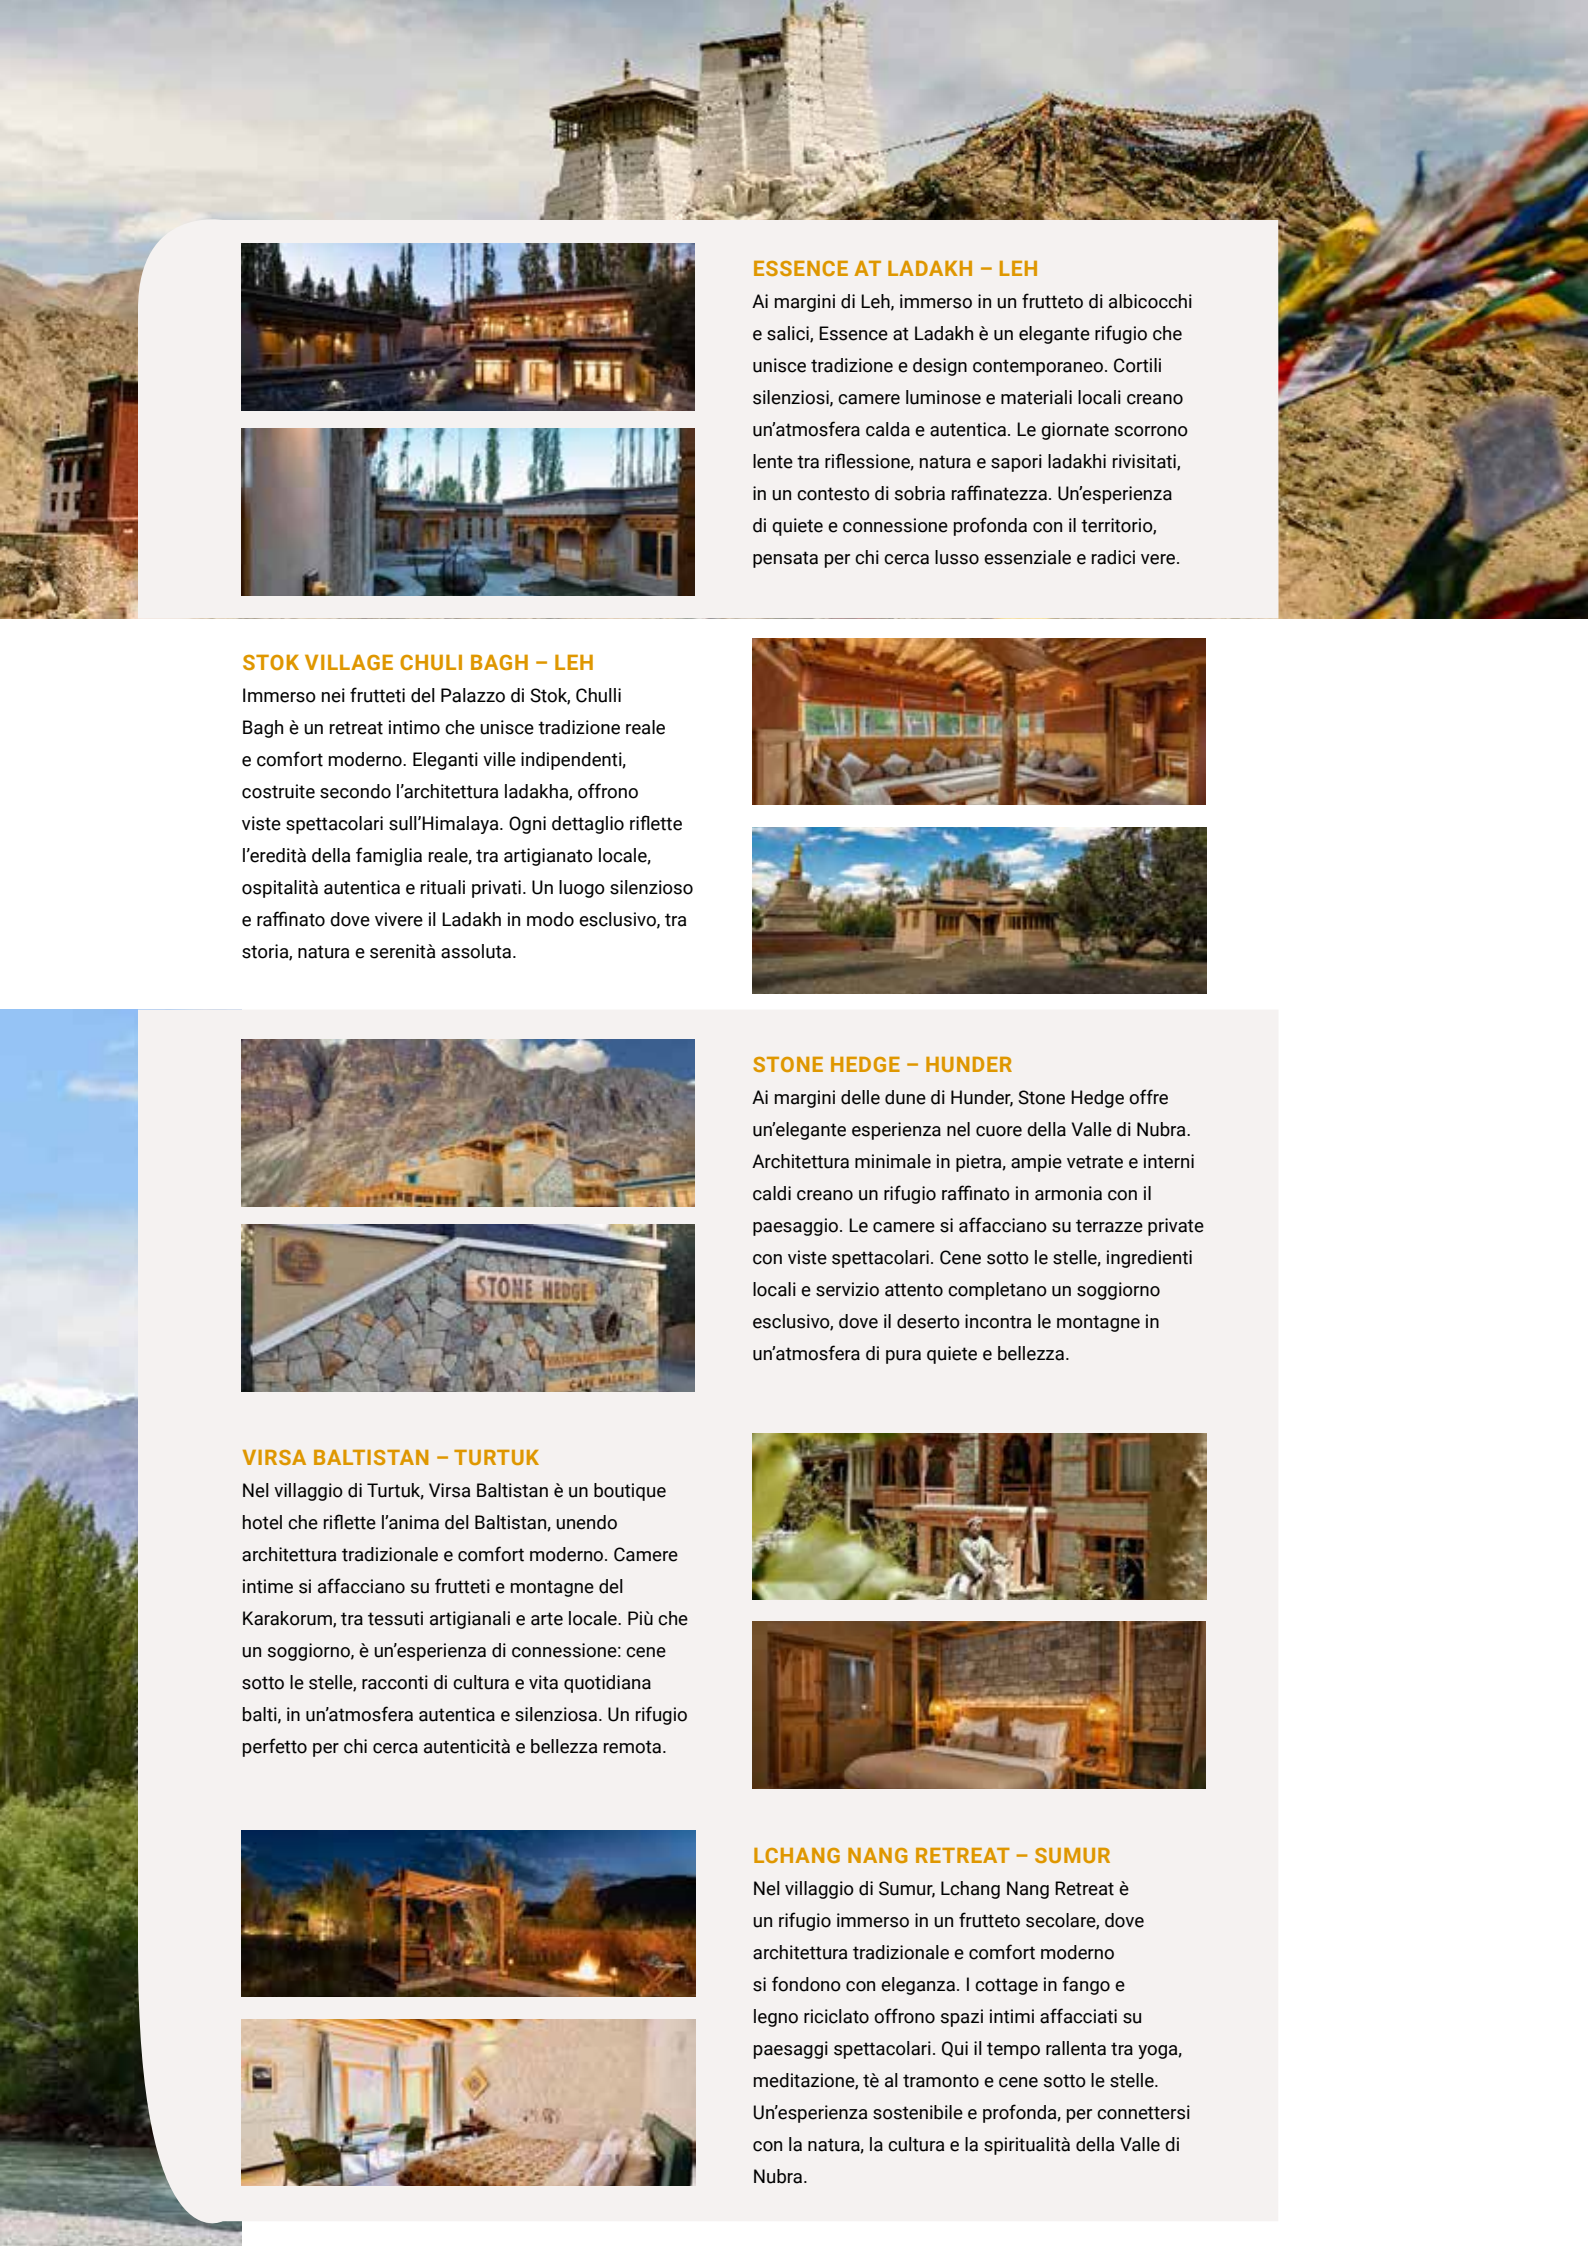 ESSENCE AT LADAKH – LEH
Ai margini di Leh, immerso in un frutteto di albicocchi
e salici, Essence at Ladakh è un elegante rifugio che
unisce tradizione e design contemporaneo. Cortili
silenziosi, camere luminose e materiali locali creano
un’atmosfera calda e autentica. Le giornate scorrono
lente tra riflessione, natura e sapori ladakhi rivisitati,
in un contesto di sobria raffinatezza. Un’esperienza
di quiete e connessione profonda con il territorio,
pensata per chi cerca lusso essenziale e radici vere.
STOK VILLAGE CHULI BAGH – LEH
Immerso nei frutteti del Palazzo di Stok, Chulli
Bagh è un retreat intimo che unisce tradizione reale
e comfort moderno. Eleganti ville indipendenti,
costruite secondo l’architettura ladakha, offrono
viste spettacolari sull’Himalaya. Ogni dettaglio riflette
l’eredità della famiglia reale, tra artigianato locale,
ospitalità autentica e rituali privati. Un luogo silenzioso
e raffinato dove vivere il Ladakh in modo esclusivo, tra
storia, natura e serenità assoluta.
STONE HEDGE – HUNDER
Ai margini delle dune di Hunder, Stone Hedge offre
un’elegante esperienza nel cuore della Valle di Nubra.
Architettura minimale in pietra, ampie vetrate e interni
caldi creano un rifugio raffinato in armonia con il
paesaggio. Le camere si affacciano su terrazze private
con viste spettacolari. Cene sotto le stelle, ingredienti
locali e servizio attento completano un soggiorno
esclusivo, dove il deserto incontra le montagne in
un’atmosfera di pura quiete e bellezza.
STONE HEDGE
VIRSA BALTISTAN – TURTUK
Nel villaggio di Turtuk, Virsa Baltistan è un boutique
hotel che riflette l’anima del Baltistan, unendo
architettura tradizionale e comfort moderno. Camere
intime si affacciano su frutteti e montagne del
Karakorum, tra tessuti artigianali e arte locale. Più che
un soggiorno, è un’esperienza di connessione: cene
sotto le stelle, racconti di cultura e vita quotidiana
balti, in un’atmosfera autentica e silenziosa. Un rifugio
perfetto per chi cerca autenticità e bellezza remota.
LCHANG NANG RETREAT – SUMUR
Nel villaggio di Sumur, Lchang Nang Retreat è
un rifugio immerso in un frutteto secolare, dove
architettura tradizionale e comfort moderno
si fondono con eleganza. I cottage in fango e
legno riciclato offrono spazi intimi affacciati su
paesaggi spettacolari. Qui il tempo rallenta tra yoga,
meditazione, tè al tramonto e cene sotto le stelle.
Un’esperienza sostenibile e profonda, per connettersi
con la natura, la cultura e la spiritualità della Valle di
Nubra.